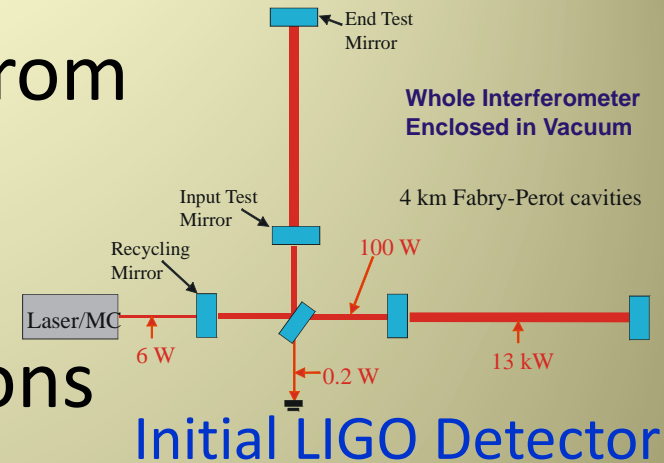 End Test
Mirror
rom
Whole Interferometer
Enclosed in Vacuum
Input Test
Mirror
4 km Fabry-Perot cavities
Recycling
Mirror
100 W
Laser/MC
6 W
13 kW
0.2 W
ons
Initial LIGO Detector